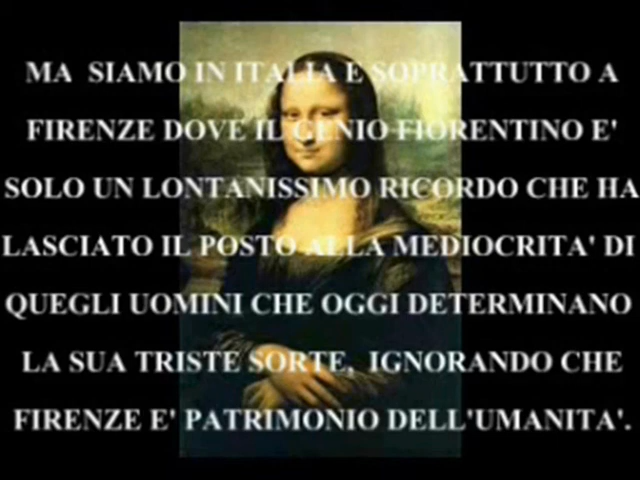 MA SIAMO IN ITALIA E SOPRATTUTTO A
FIRENZE DOVE IL GENIO FIORENTINO E'
SOLO UN LONTANISSIMO RICORDO CHE HA
LASCIATO IL POSTO ALLA MEDIOCRITA' DI
QUEGLI UOMINI CHE OGGI DETERMINANO
LA SUA TRISTE SORTE, IGNORANDO CHE
FIRENZE E' PATRIMONIO DELL'UMANITA'.